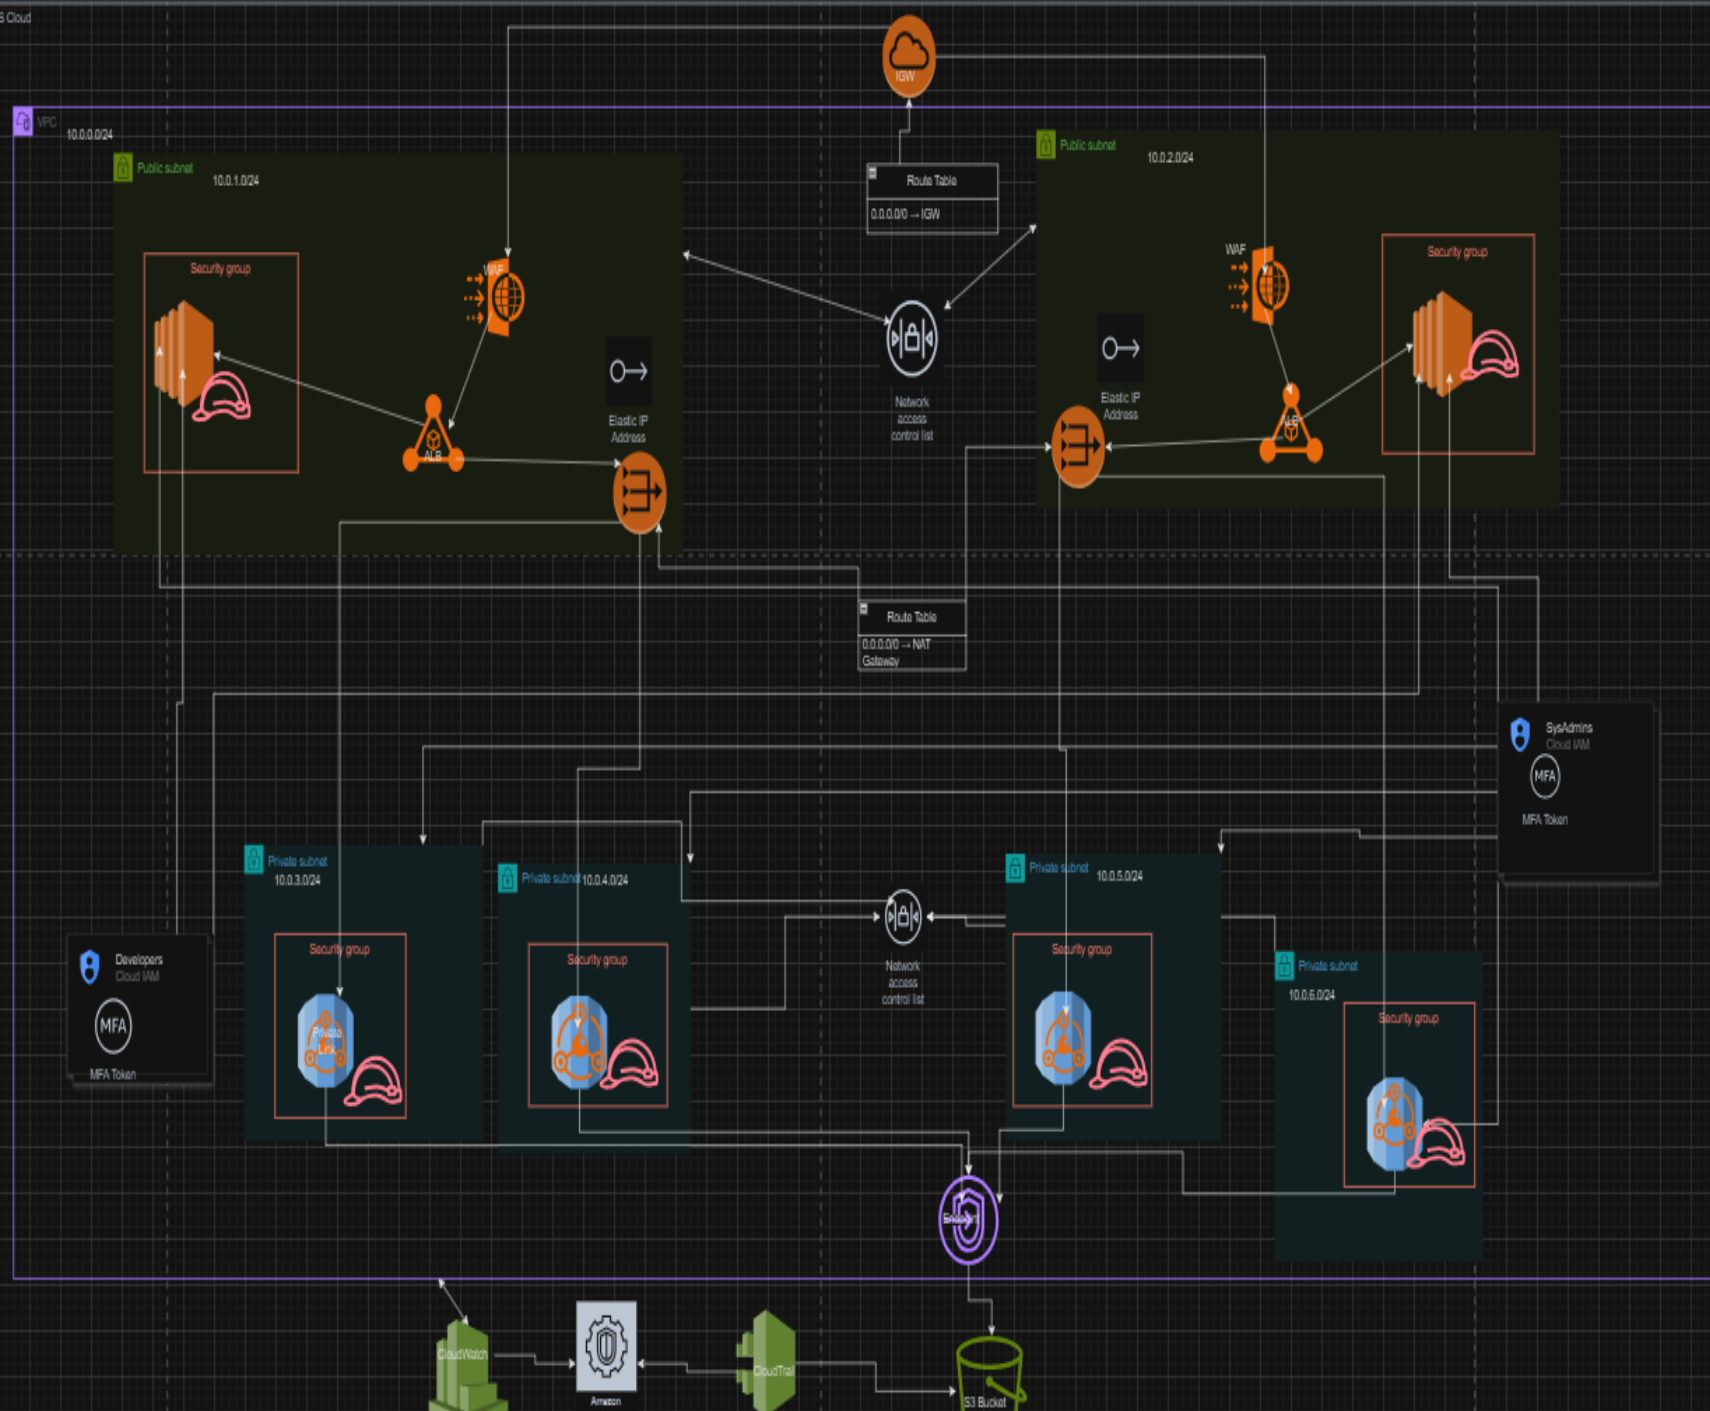 S Cloud
IGW
VPC
10.0.0.0/24
Public subnet
10.0.1.0/24
Security group
WAF
ALB
Elastic IP
Address
Route Table
0.0.0.0/0 → IGW
Network
access
control list
Public subnet
10.0.2.0/24
WAF
Elastic IP
Address
ALB
Security group
Route Table
0.0.0.0/0 → NAT
Gateway
SysAdmins
Cloud IAM
MFA
MFA Token
Developers
Cloud IAM
MFA
MFA Token
Private subnet
10.0.3.0/24
Security group
Private
Link
Private subnet 10.0.4.0/24
Security group
Network
access
control list
Private subnet 10.0.5.0/24
Security group
Private subnet
10.0.6.0/24
Security group
Endpoint
CloudWatch
Amazon
CloudTrail
S3 Bucket